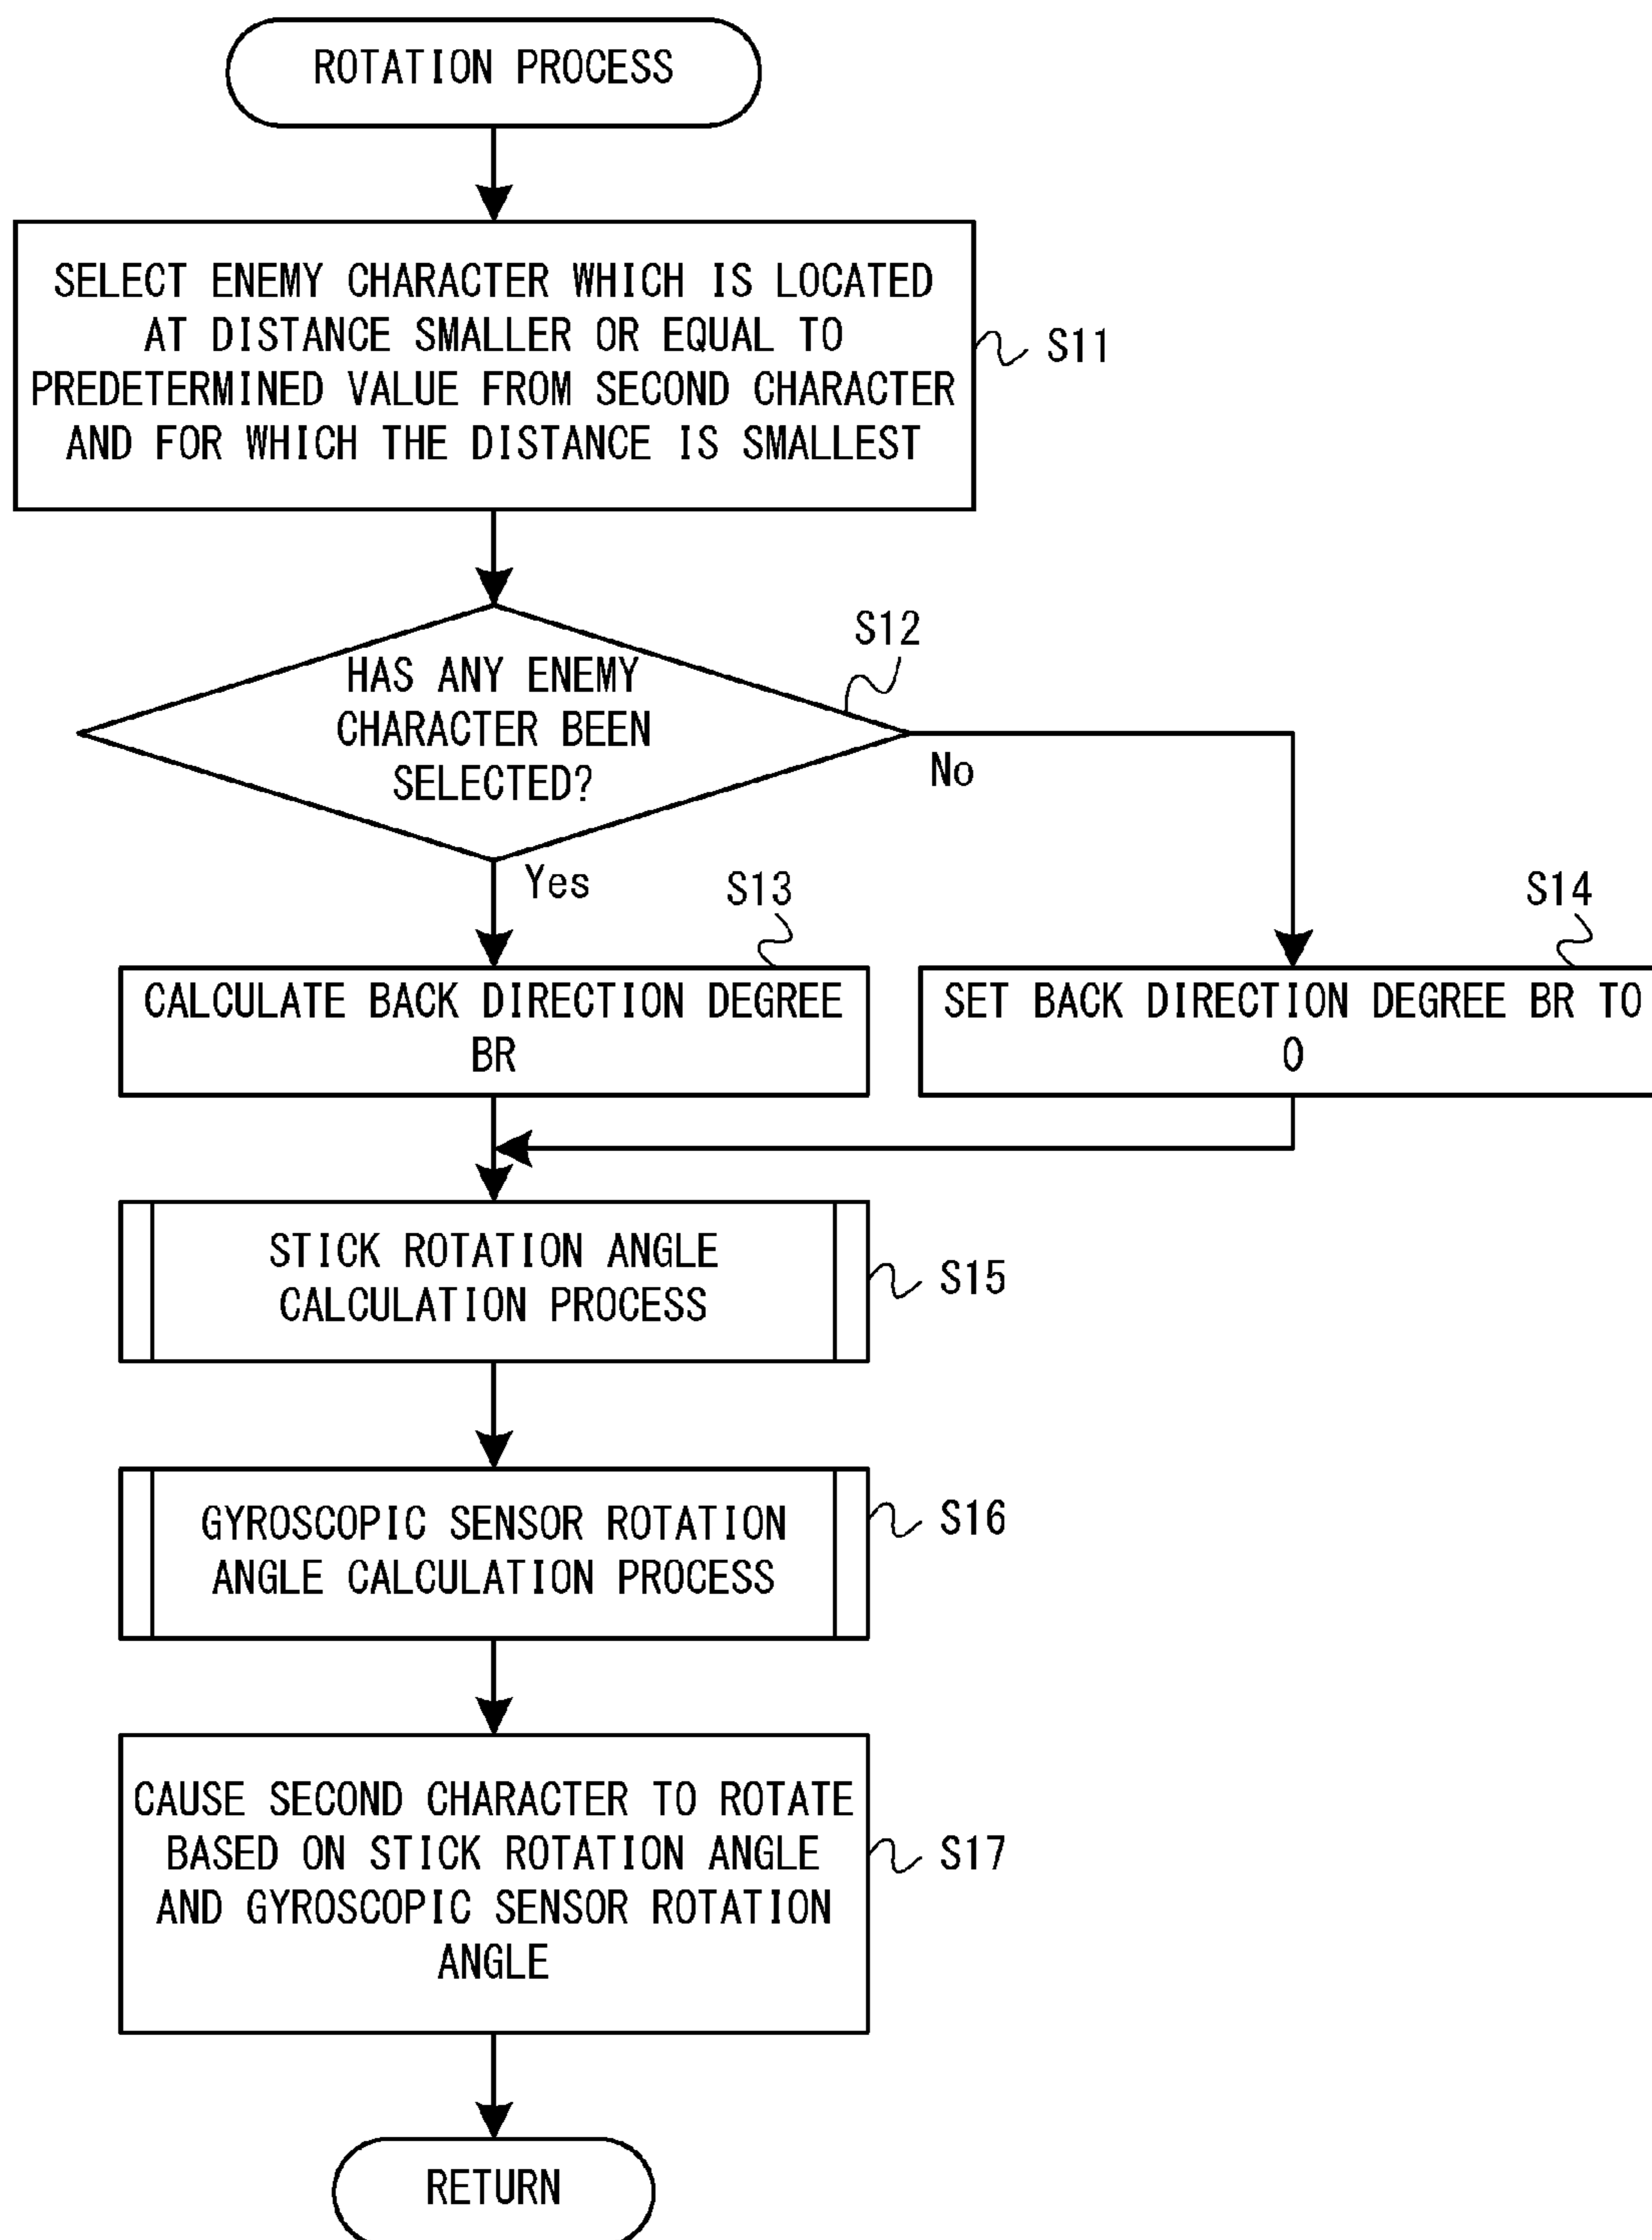 ROTATION PROCESS
SELECT ENEMY CHARACTER WHICH IS LOCATED
AT DISTANCE SMALLER OR EQUAL TO
PREDETERMINED VALUE FROM SECOND CHARACTER
AND FOR WHICH THE DISTANCE IS SMALLEST
S11
S12
HAS ANY ENEMY
CHARACTER BEEN
SELECTED?
No
Yes
S13
S14
CALCULATE BACK DIRECTION DEGREE
BR
SET BACK DIRECTION DEGREE BR TO
0
STICK ROTATION ANGLE
CALCULATION PROCESS
S15
GYROSCOPIC SENSOR ROTATION
ANGLE CALCULATION PROCESS
S16
CAUSE SECOND CHARACTER TO ROTATE
BASED ON STICK ROTATION ANGLE
AND GYROSCOPIC SENSOR ROTATION
ANGLE
S17
RETURN